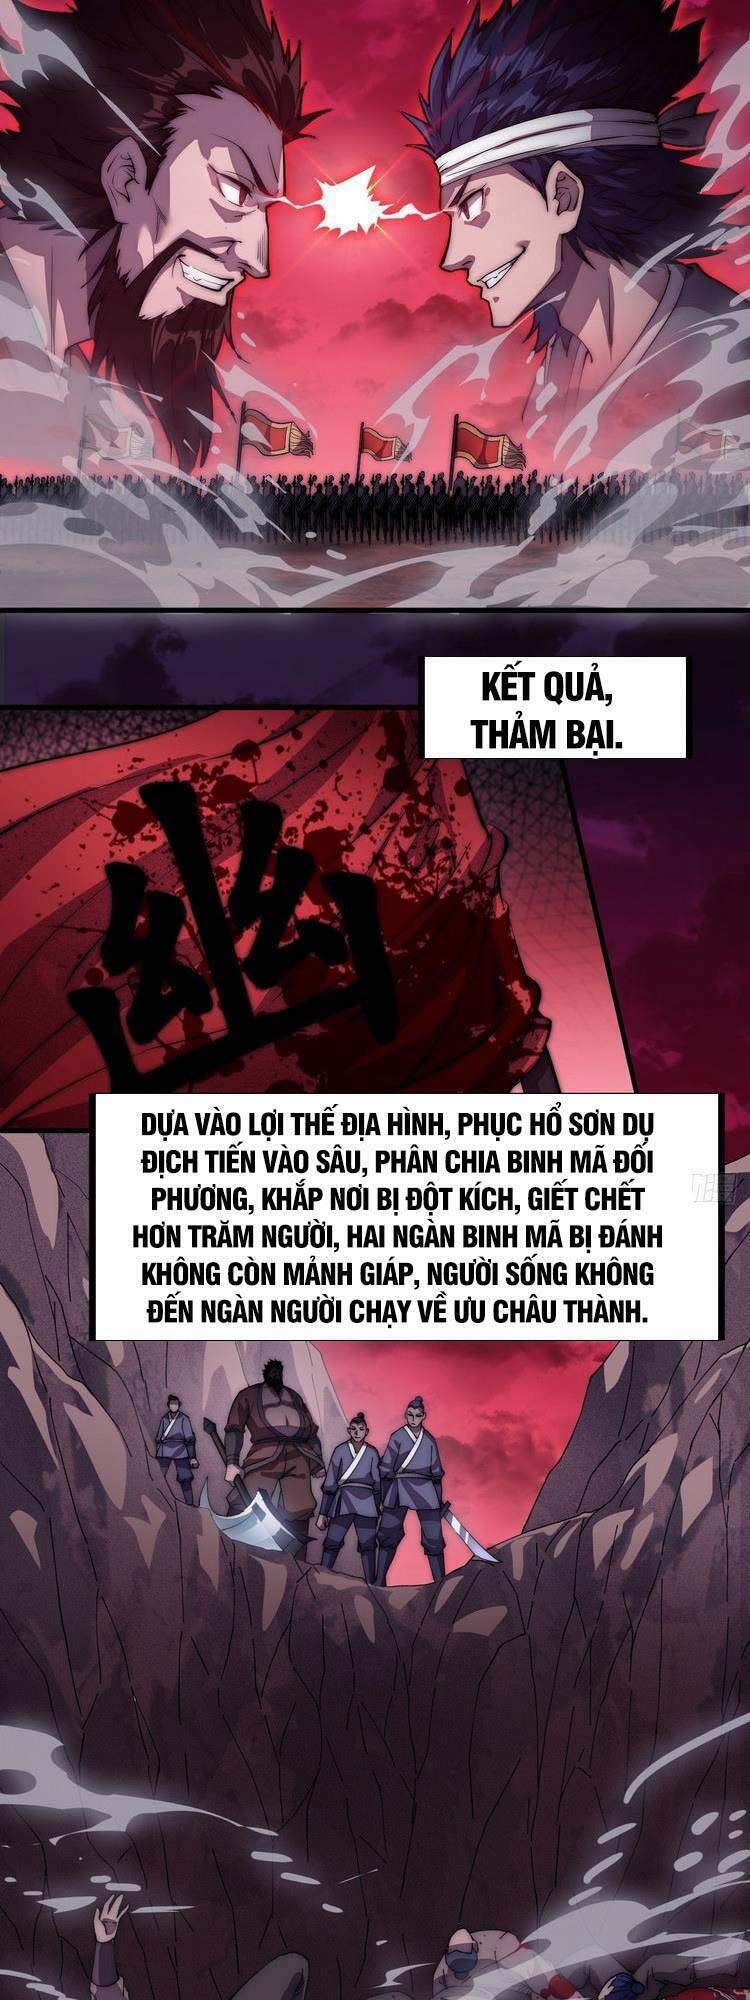 KẾT QUẢ,
THẢM BẠI.
幽
DỰA VÀO LỢI THẾ ĐỊA HÌNH, PHỤC HỔ SƠN DỤ
ĐỊCH TIẾN VÀO SÂU, PHÂN CHIA BINH MÃ ĐỐI
PHƯƠNG, KHẮP NƠI BỊ ĐỘT KÍCH, GIẾT CHẾT
HƠN TRĂM NGƯỜI, HAI NGÀN BINH MÃ BỊ ĐÁNH
KHÔNG CÒN MẢNH GIÁP, NGƯỜI SỐNG KHÔNG
ĐẾN NGÀN NGƯỜI CHẠY VỀ ƯU CHÂU THÀNH.